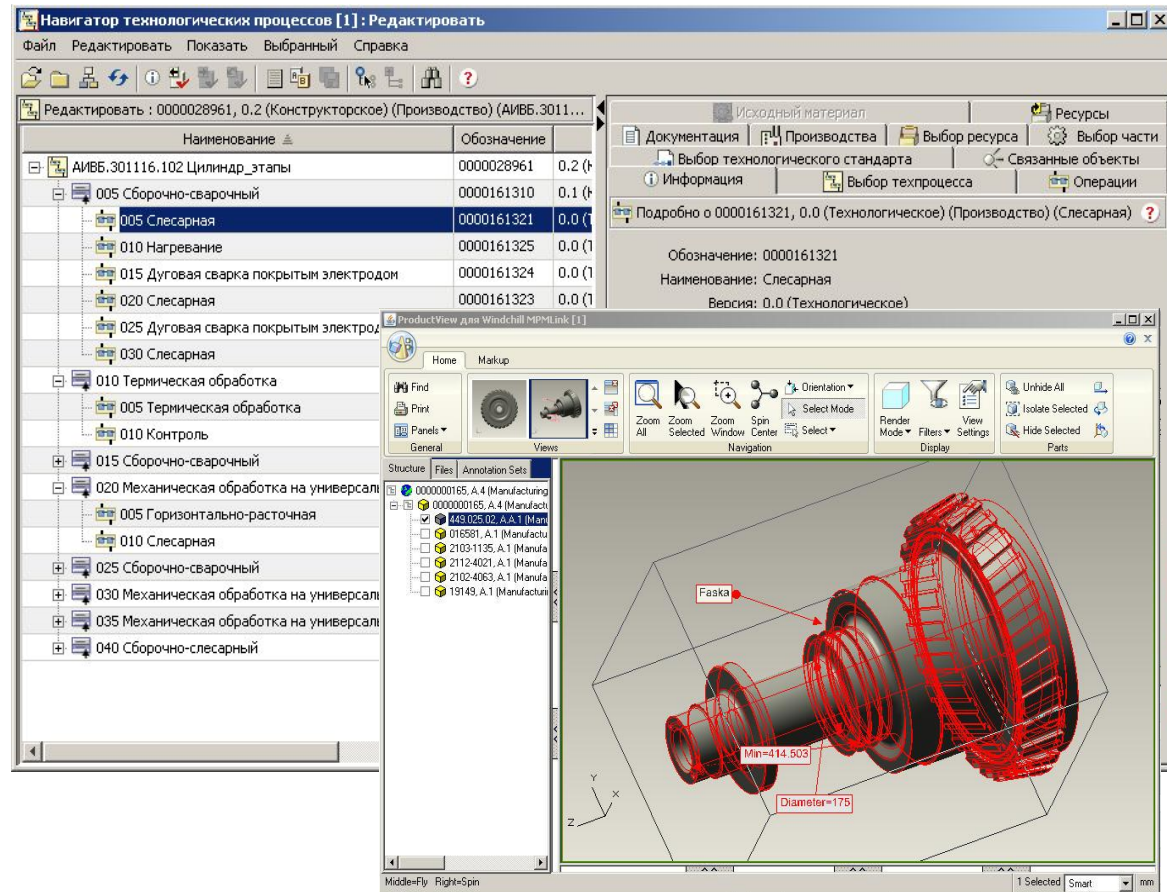 Навигатор технологических процессов [1] : Редактировать
Файл Редактировать Показать Выбранный Справка
Редактировать : 0000028961, 0.2 (Конструкторское) (Производство) (АИВБ.3011...
Наименование Обозначение
АИВБ.301116.102 Цилиндр_этапы 0000028961 0.2 (
005 Сборочно-сварочный 0000161310 0.1 (
005 Слесарная 0000161321 0.0 (
010 Нагревание 0000161325 0.0 (
015 Дуговая сварка покрытым электродом 0000161324 0.0 (
020 Слесарная 0000161323 0.0 (
025 Дуговая сварка покрытым электрод
030 Слесарная
010 Термическая обработка
005 Термическая обработка
010 Контроль
015 Сборочно-сварочный
020 Механическая обработка на универсаль
005 Горизонтально-расточная
010 Слесарная
025 Сборочно-сварочный
030 Механическая обработка на универсаль
035 Механическая обработка на универсаль
040 Сборочно-слесарный
Исходный материал Ресурсы
Документация Производства Выбор ресурса Выбор части
Выбор технологического стандарта Связанные объекты
Информация Выбор техпроцесса Операции
Подробно о 0000161321, 0.0 (Технологическое) (Производство) (Слесарная)
Обозначение: 0000161321
Наименование: Слесарная
Версия: 0.0 (Технологическое)
ProductView для Windchill MPMLink [1]
Home Markup
Find
Print
Panels
General
Views
Zoom All
Zoom Selected
Zoom Window
Spin Center
Orientation
Select Mode
Select
Navigation
Render Mode
Filters
View Settings
Display
Unhide All
Isolate Selected
Hide Selected
Parts
Structure Files Annotation Sets
0000000165, A.4 (Manufacturing
0000000165, A.4 (Manufactu
449.025.02, A.A.1 (Manu
016581, A.1 (Manufactu
2103-1135, A.1 (Manufa
2112-4021, A.1 (Manufa
2102-4063, A.1 (Manufa
19149, A.1 (Manufacturin
Faska
Min=414.503
Diameter=175
Y
X
Z
Middle=Fly Right=Spin
1 Selected Smart mm